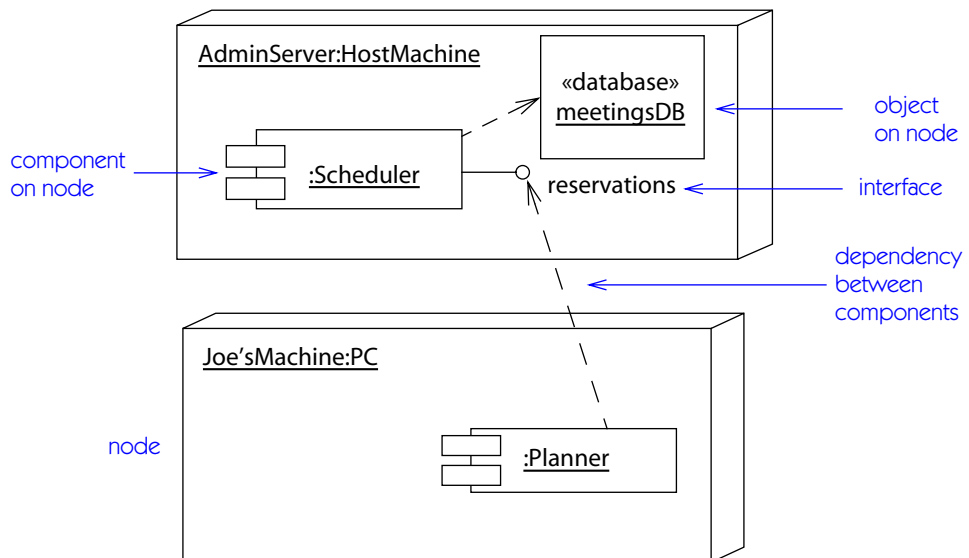 AdminServer:HostMachine
«database»
meetingsDB
object
on node
component
on node
:Scheduler
reservations
interface
dependency
between
components
Joe'sMachine:PC
node
:Planner